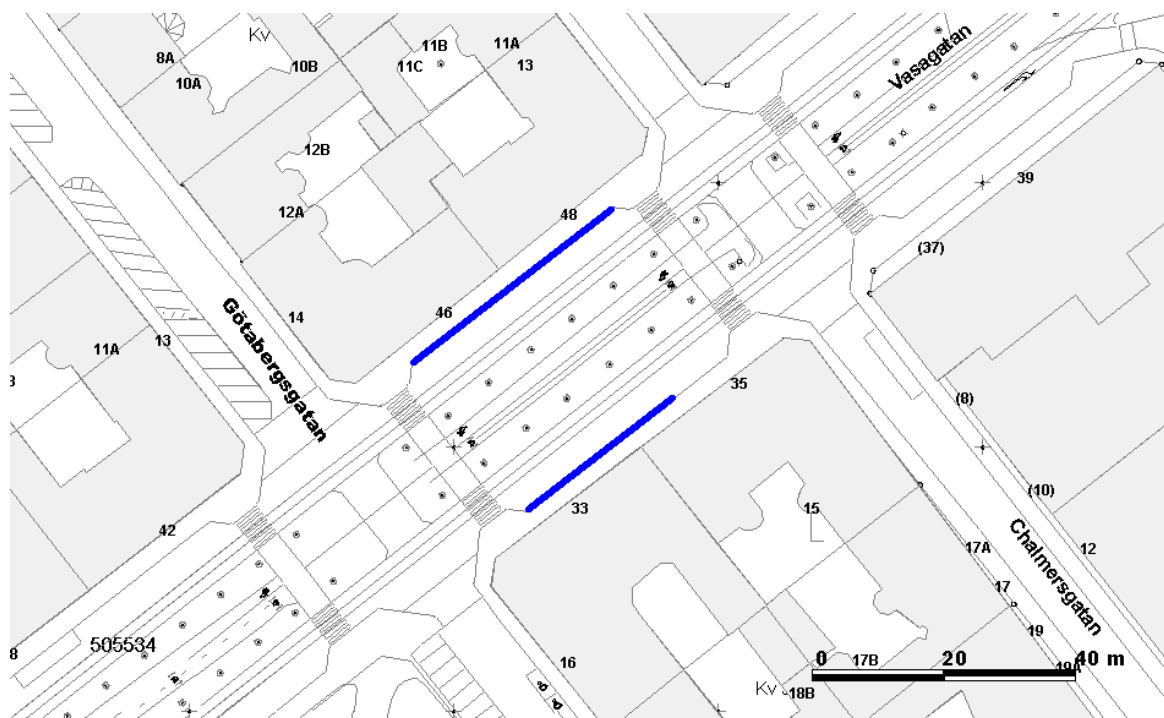 Kv
8A
10A
10B
11B
11C
11A
13
12B
12A
Vasagatan
48
46
39
(37)
14
13
11A
Götabergsgatan
35
33
(8)
(10)
12
15
17A
17
19
19A
Chalmersgatan
42
505534
8
16
17B
18B
Kv
0 20 40 m